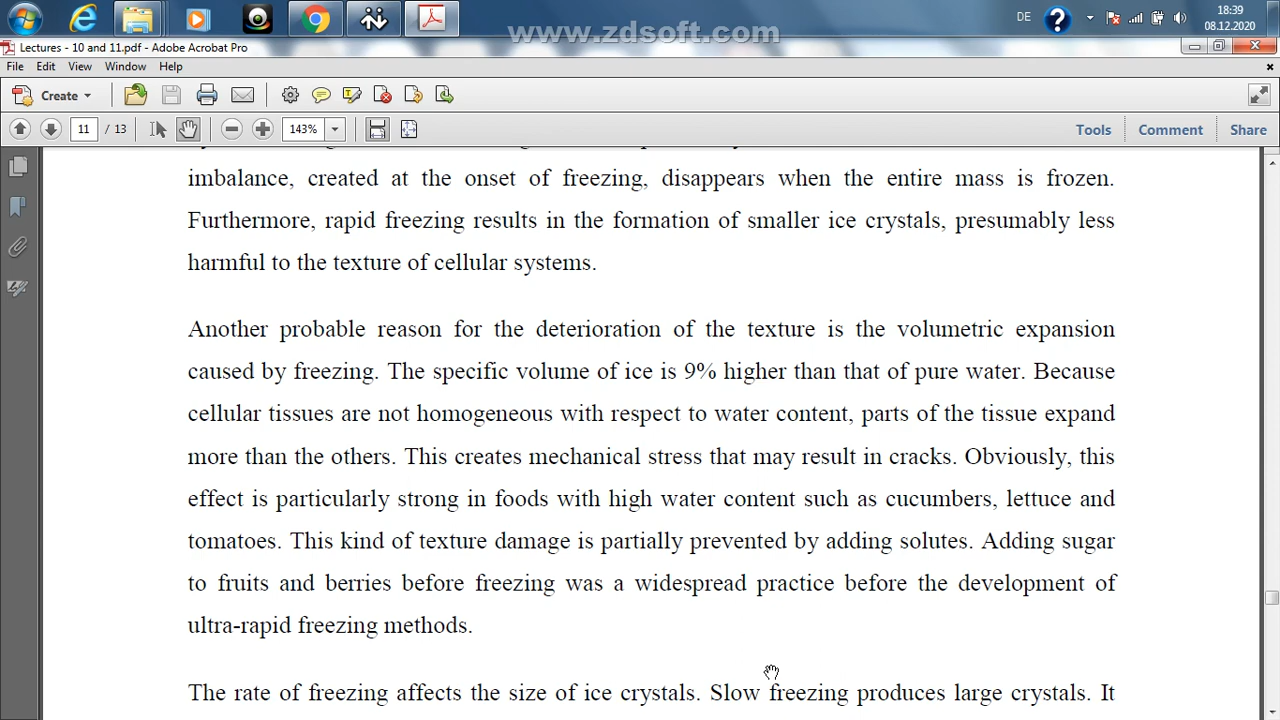 DE
18:39
08.12.2020
www.zdsoft.com
Lectures - 10 and 11.pdf - Adobe Acrobat Pro
File Edit View Window Help
Create
11 / 13 143% Tools Comment Share
imbalance, created at the onset of freezing, disappears when the entire mass is frozen.
Furthermore, rapid freezing results in the formation of smaller ice crystals, presumably less
harmful to the texture of cellular systems.
Another probable reason for the deterioration of the texture is the volumetric expansion
caused by freezing. The specific volume of ice is 9% higher than that of pure water. Because
cellular tissues are not homogeneous with respect to water content, parts of the tissue expand
more than the others. This creates mechanical stress that may result in cracks. Obviously, this
effect is particularly strong in foods with high water content such as cucumbers, lettuce and
tomatoes. This kind of texture damage is partially prevented by adding solutes. Adding sugar
to fruits and berries before freezing was a widespread practice before the development of
ultra-rapid freezing methods.
The rate of freezing affects the size of ice crystals. Slow freezing produces large crystals. It